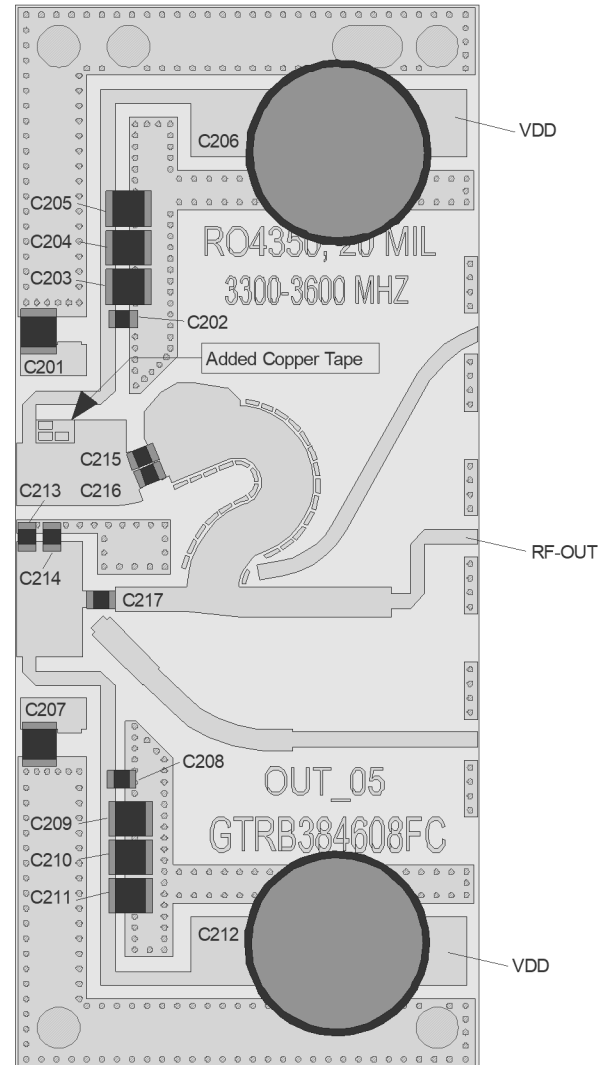 VDD
C206
C205
C204
C203
RO4350, 20 MIL
3300-3600 MHZ
C202
C201
Added Copper Tape
C215
C216
C213
C214
RF-OUT
C217
C207
C208
OUT_05
GTRB384608FC
C209
C210
C211
C212
VDD